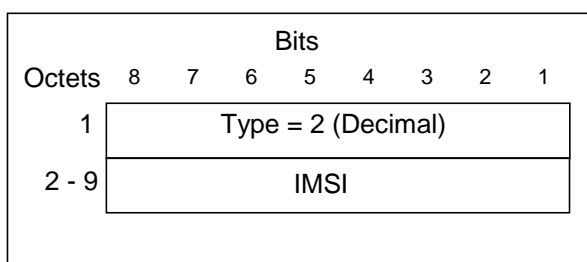 Bits
Octets 8 7 6 5 4 3 2 1
1 Type = 2 (Decimal)
2 - 9 IMSI